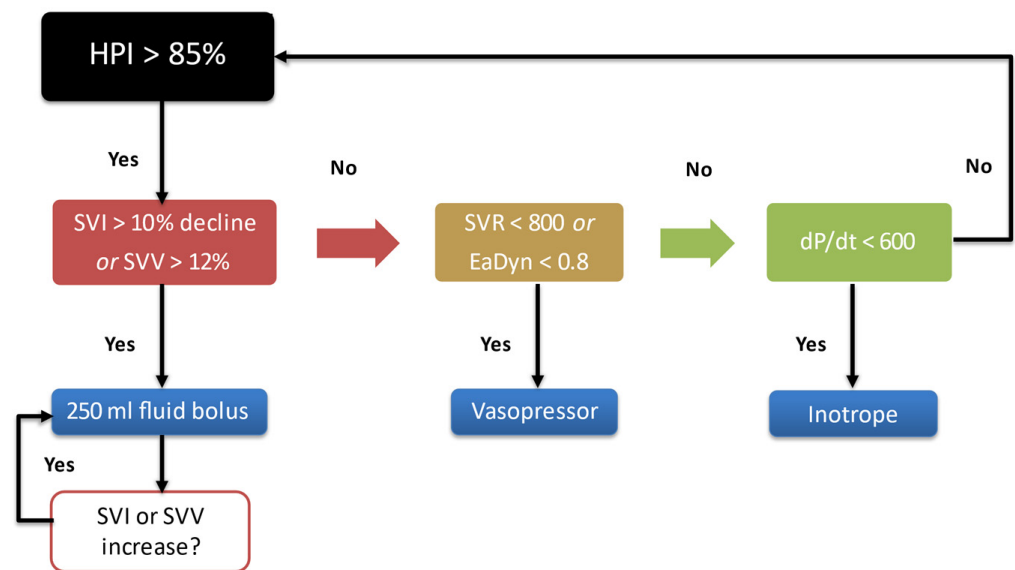 HPI > 85%
Yes
No
No
No
SVI > 10% decline
or SVV > 12%
SVR < 800 or
EaDyn < 0.8
dP/dt < 600
Yes
Yes
Yes
250 ml fluid bolus
Vasopressor
Inotrope
Yes
SVI or SVV
increase?